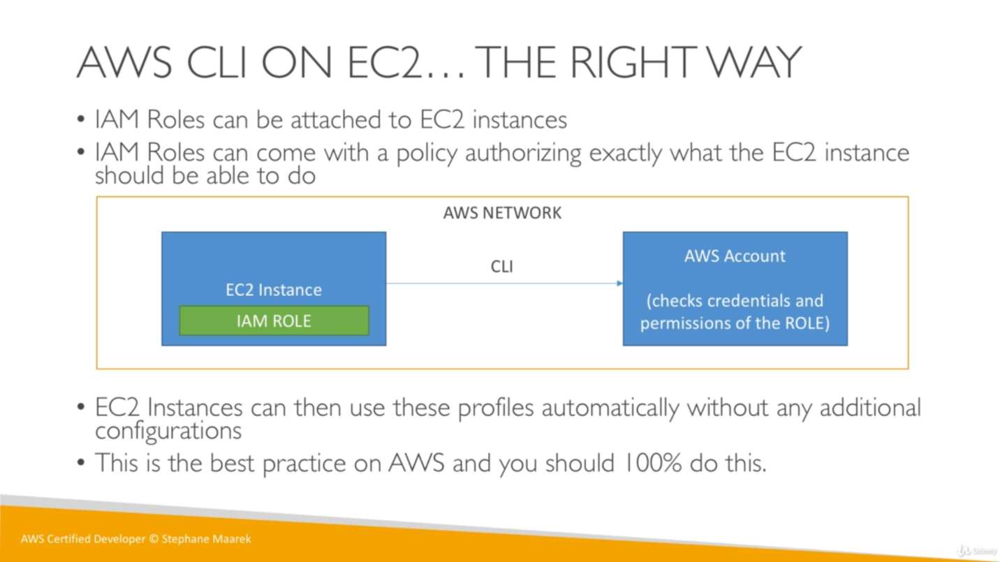 AWS CLI ON EC2... THE RIGHT WAY
• IAM Roles can be attached to EC2 instances
• IAM Roles can come with a policy authorizing exactly what the EC2 instance
should be able to do
AWS NETWORK
EC2 Instance
IAM ROLE
CLI
AWS Account
(checks credentials and
permissions of the ROLE)
• EC2 Instances can then use these profiles automatically without any additional
configurations
• This is the best practice on AWS and you should 100% do this.
AWS Certified Developer © Stephane Maarek
Udemy